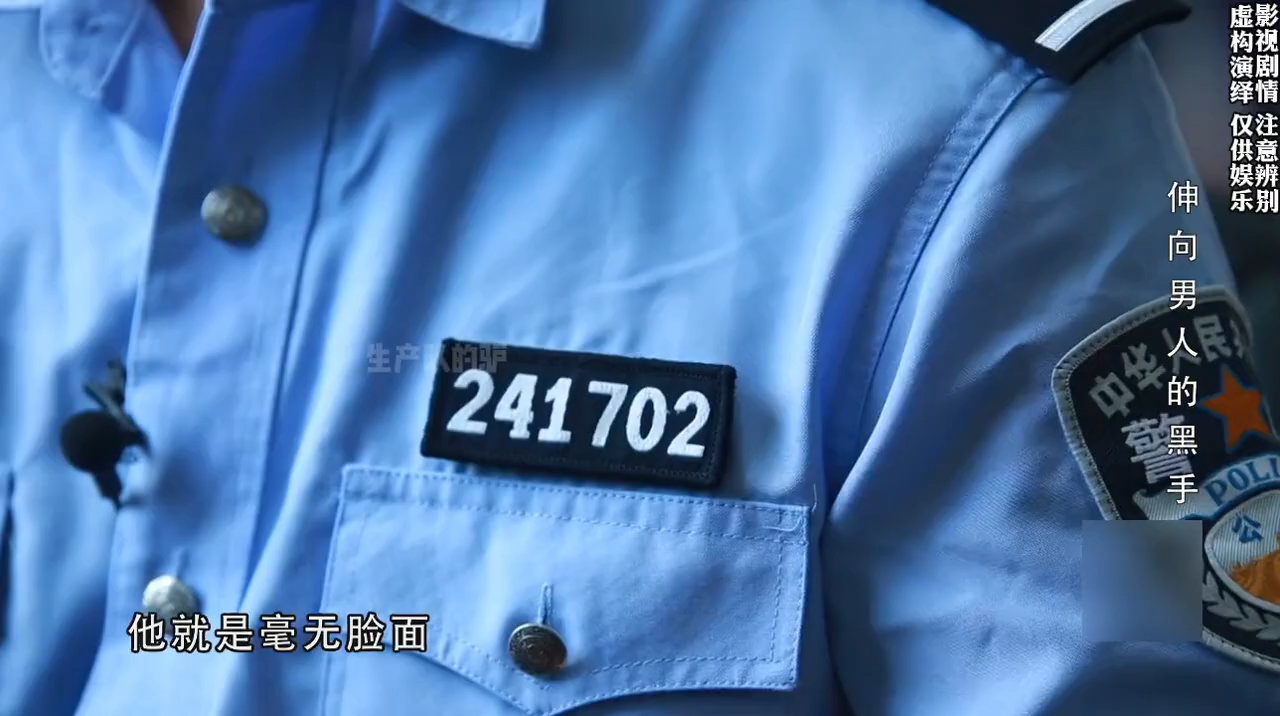 影视剧情 注意辨别
虚构演绎 仅供娱乐
伸向男人的黑手
生产队的驴
241702
中华人民
警
POLI
公
他就是毫无脸面